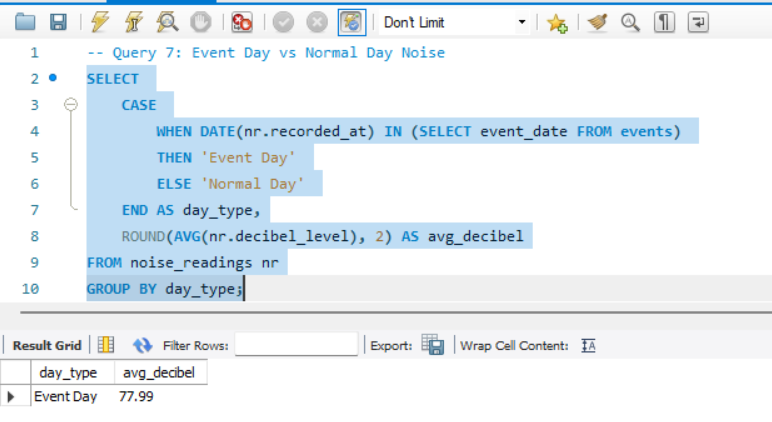 Don't Limit
1 -- Query 7: Event Day vs Normal Day Noise
2 SELECT
3 CASE
4 WHEN DATE(nr.recorded_at) IN (SELECT event_date FROM events)
5 THEN 'Event Day'
6 ELSE 'Normal Day'
7 END AS day_type,
8 ROUND(AVG(nr.decibel_level), 2) AS avg_decibel
9 FROM noise_readings nr
10 GROUP BY day_type;
Result Grid Filter Rows: Export: Wrap Cell Content:
day_type avg_decibel
Event Day 77.99